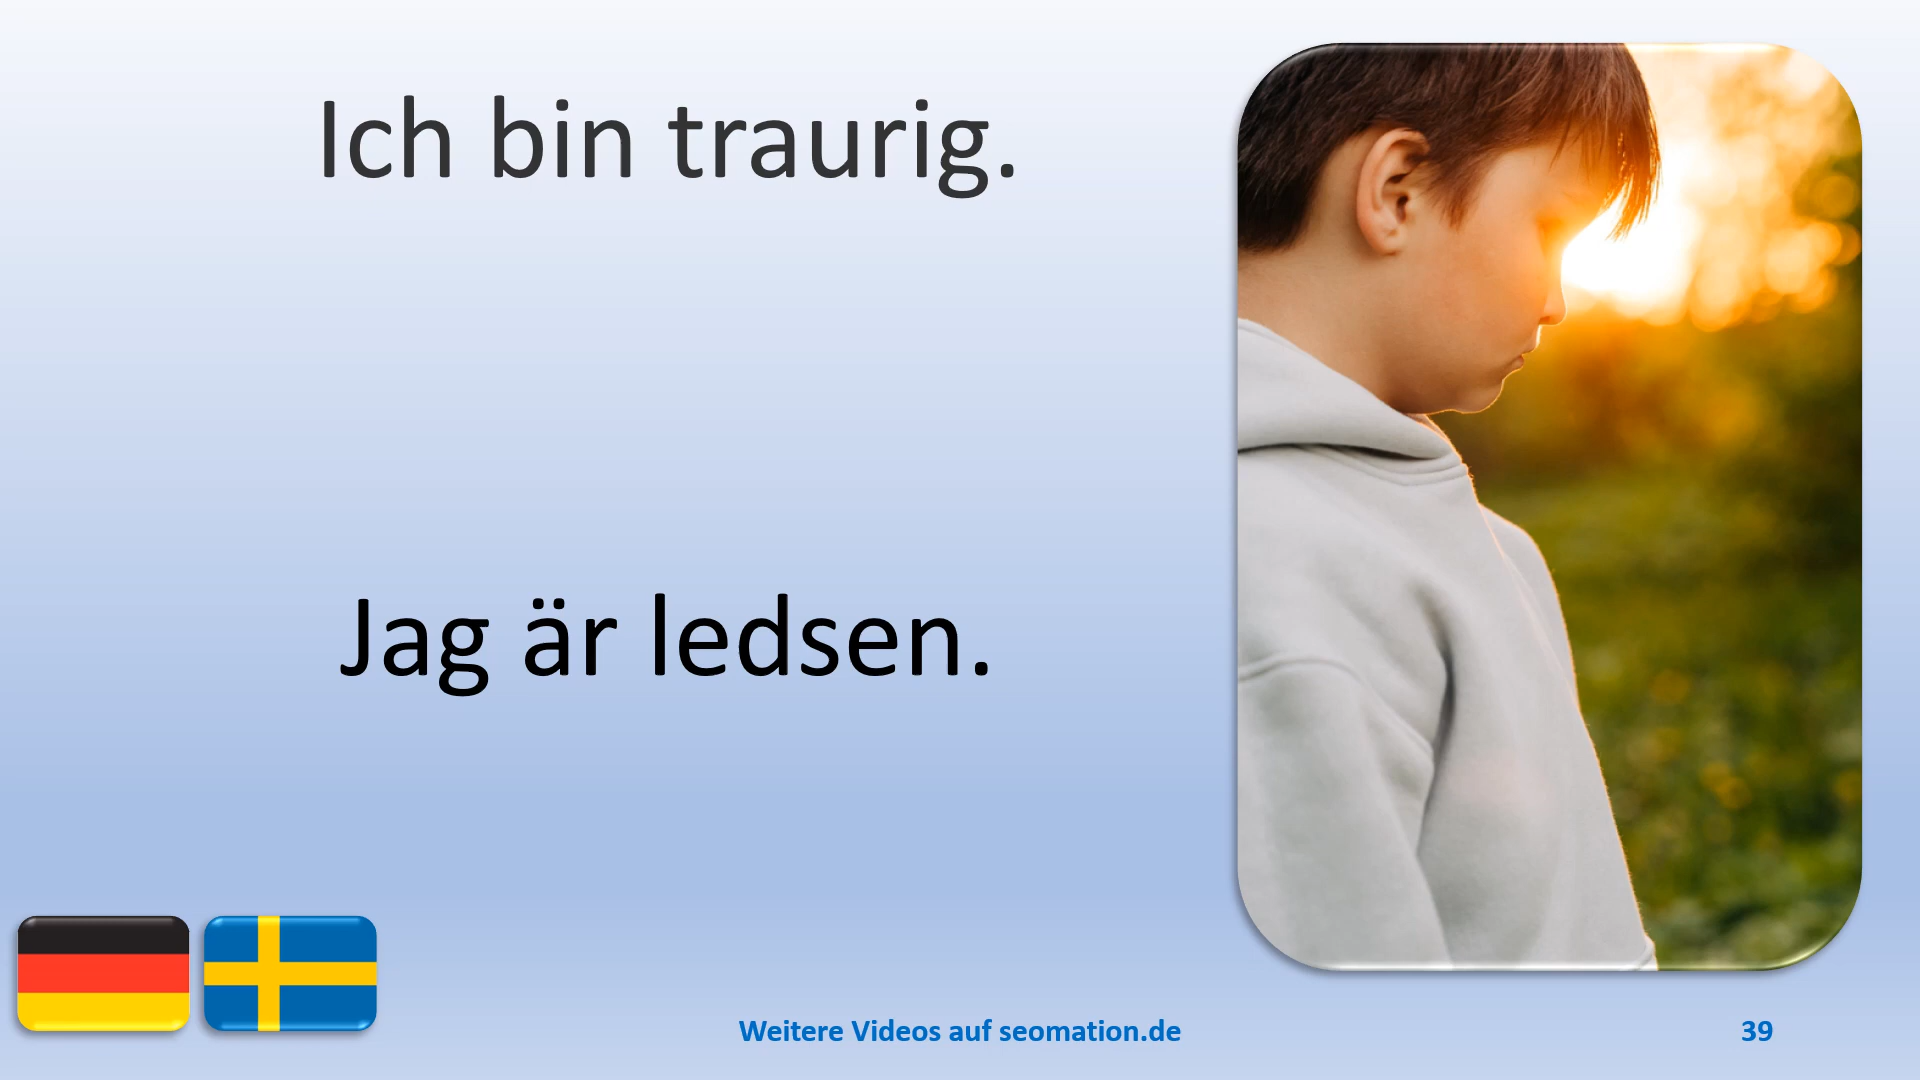 Ich bin traurig.
Jag är ledsen.
Weitere Videos auf seomation.de
39